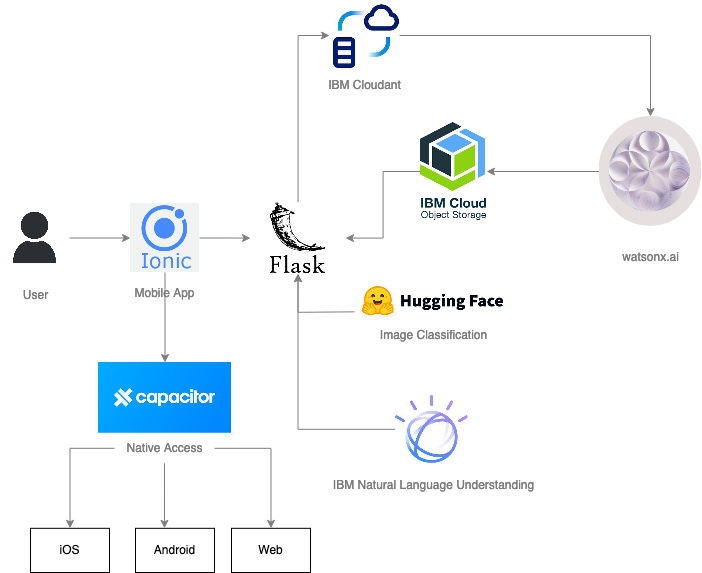 IBM Cloudant
IBM Cloud
Object Storage
watsonx.ai
Ionic
Flask
User
Mobile App
Hugging Face
Image Classification
capacitor
Native Access
IBM Natural Language Understanding
iOS
Android
Web